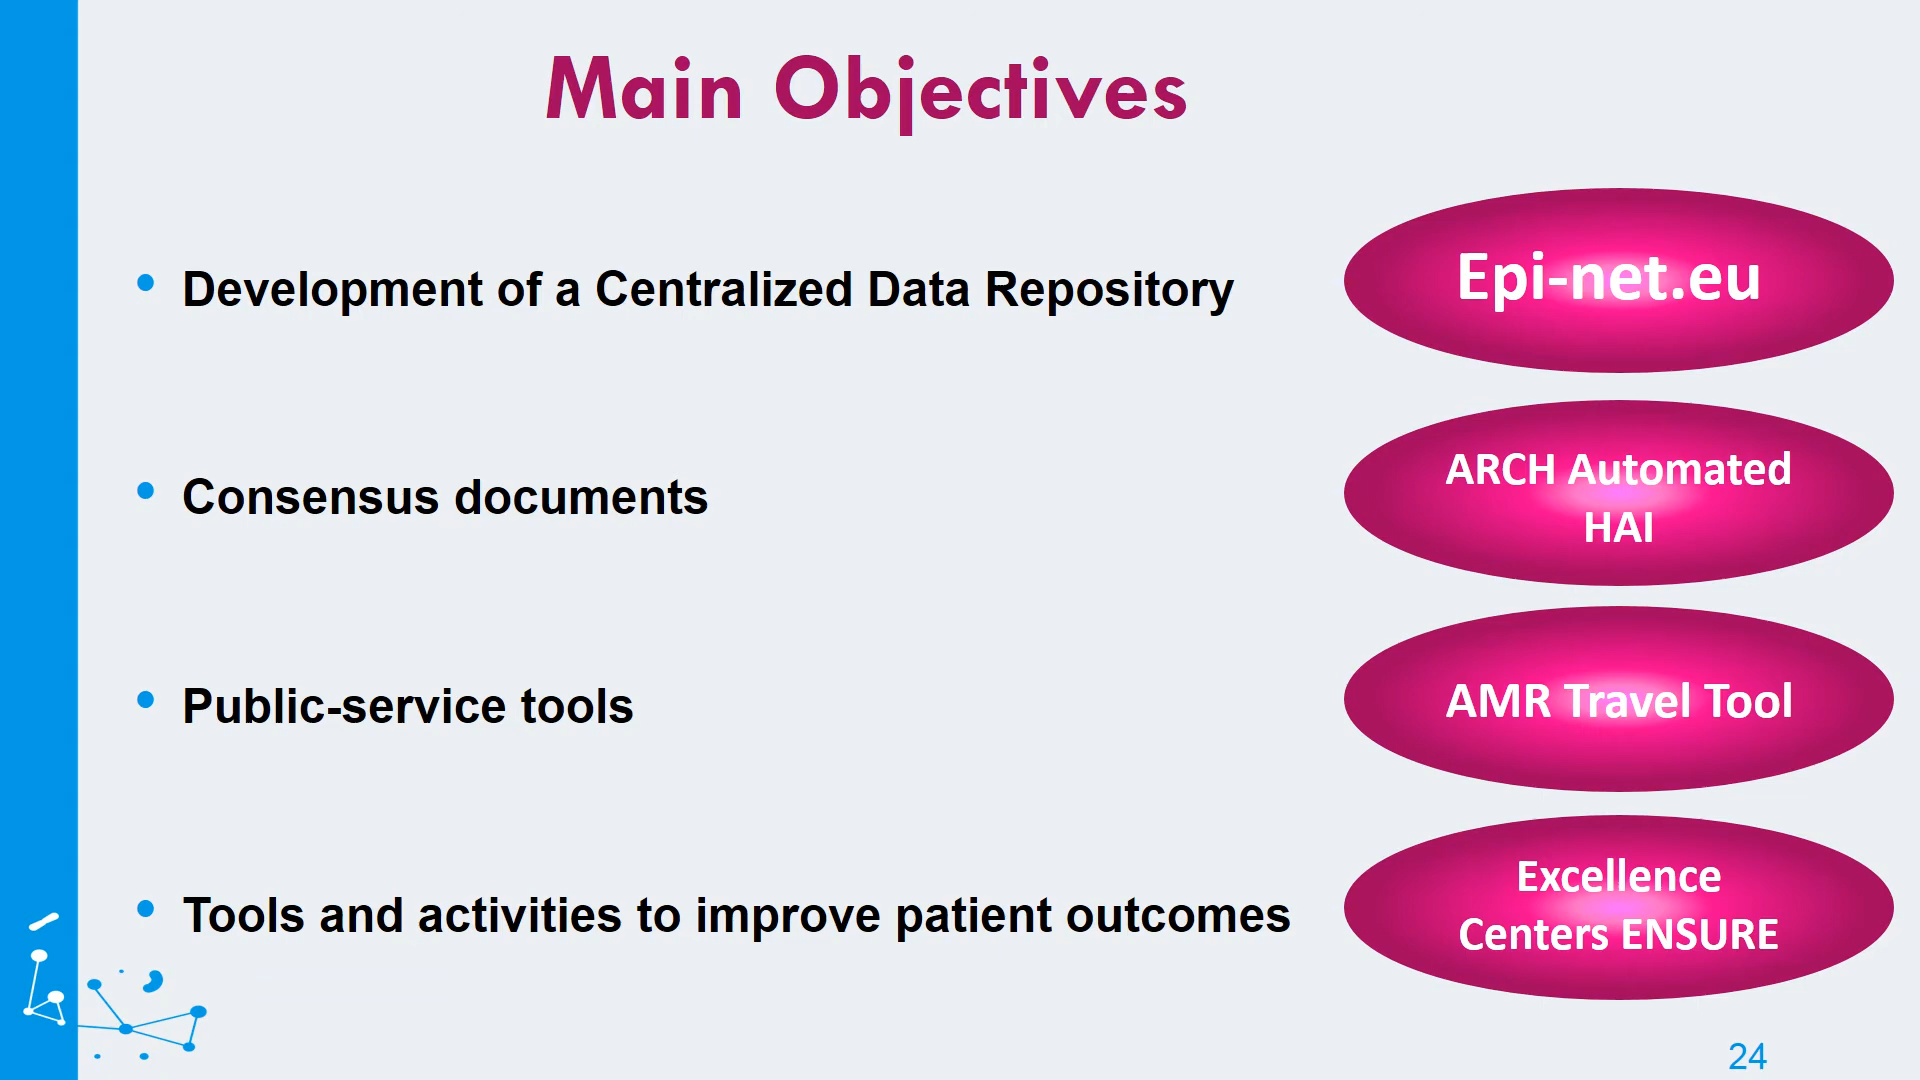 Main Objectives
Development of a Centralized Data Repository
Epi-net.eu
Consensus documents
ARCH Automated
HAI
Public-service tools
AMR Travel Tool
Tools and activities to improve patient outcomes
Excellence
Centers ENSURE
24